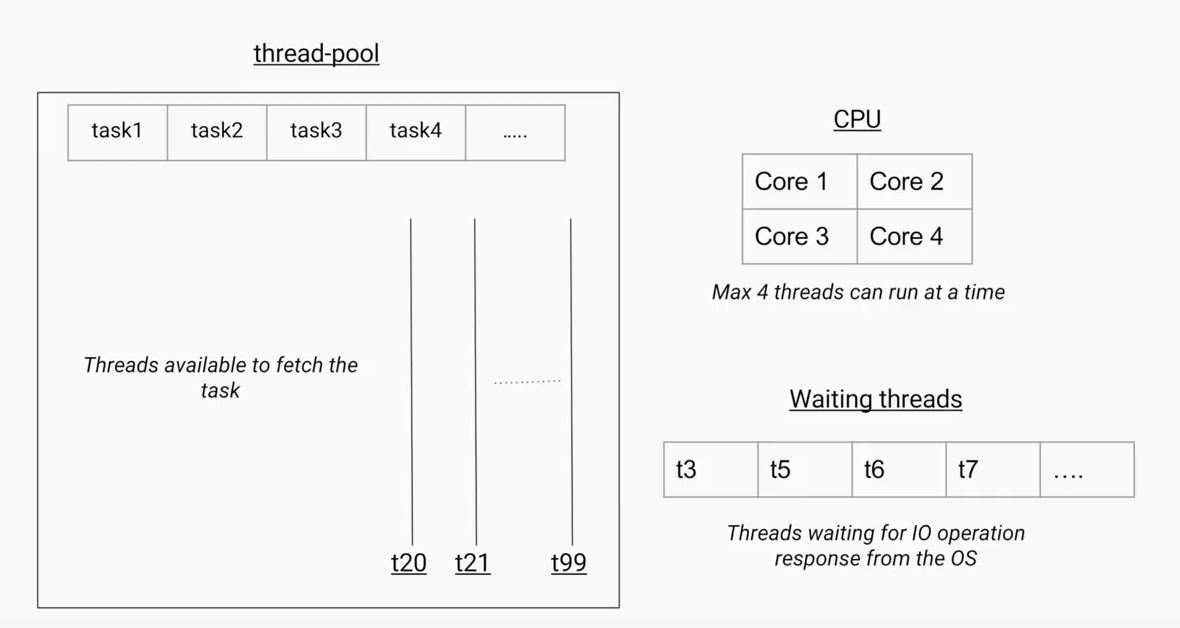 thread-pool
task1 task2 task3 task4 .....
Threads available to fetch the
task
t20 t21 t99
CPU
Core 1 Core 2
Core 3 Core 4
Max 4 threads can run at a time
Waiting threads
t3 t5 t6 t7 ....
Threads waiting for IO operation
response from the OS